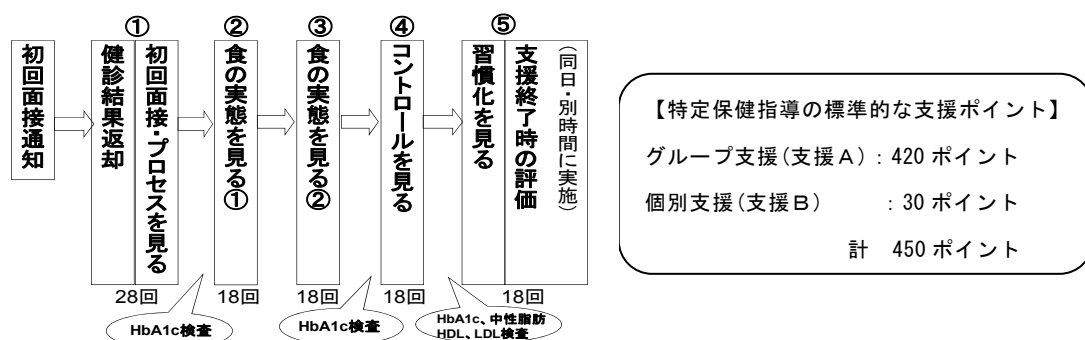 ①
②
③
④
⑤
初回面接通知
健診結果返却
初回面接・プロセスを見る
食の実態を見る①
食の実態を見る②
コントロールを見る
習慣化を見る
支援終了時の評価
(同日・別時間に実施)
28回
18回
18回
18回
18回
HbA1c検査
HbA1c検査
HbA1c、中性脂肪
HDL、LDL検査
【特定保健指導の標準的な支援ポイント】
グループ支援(支援A):420ポイント
個別支援(支援B) :30ポイント
計 450ポイント